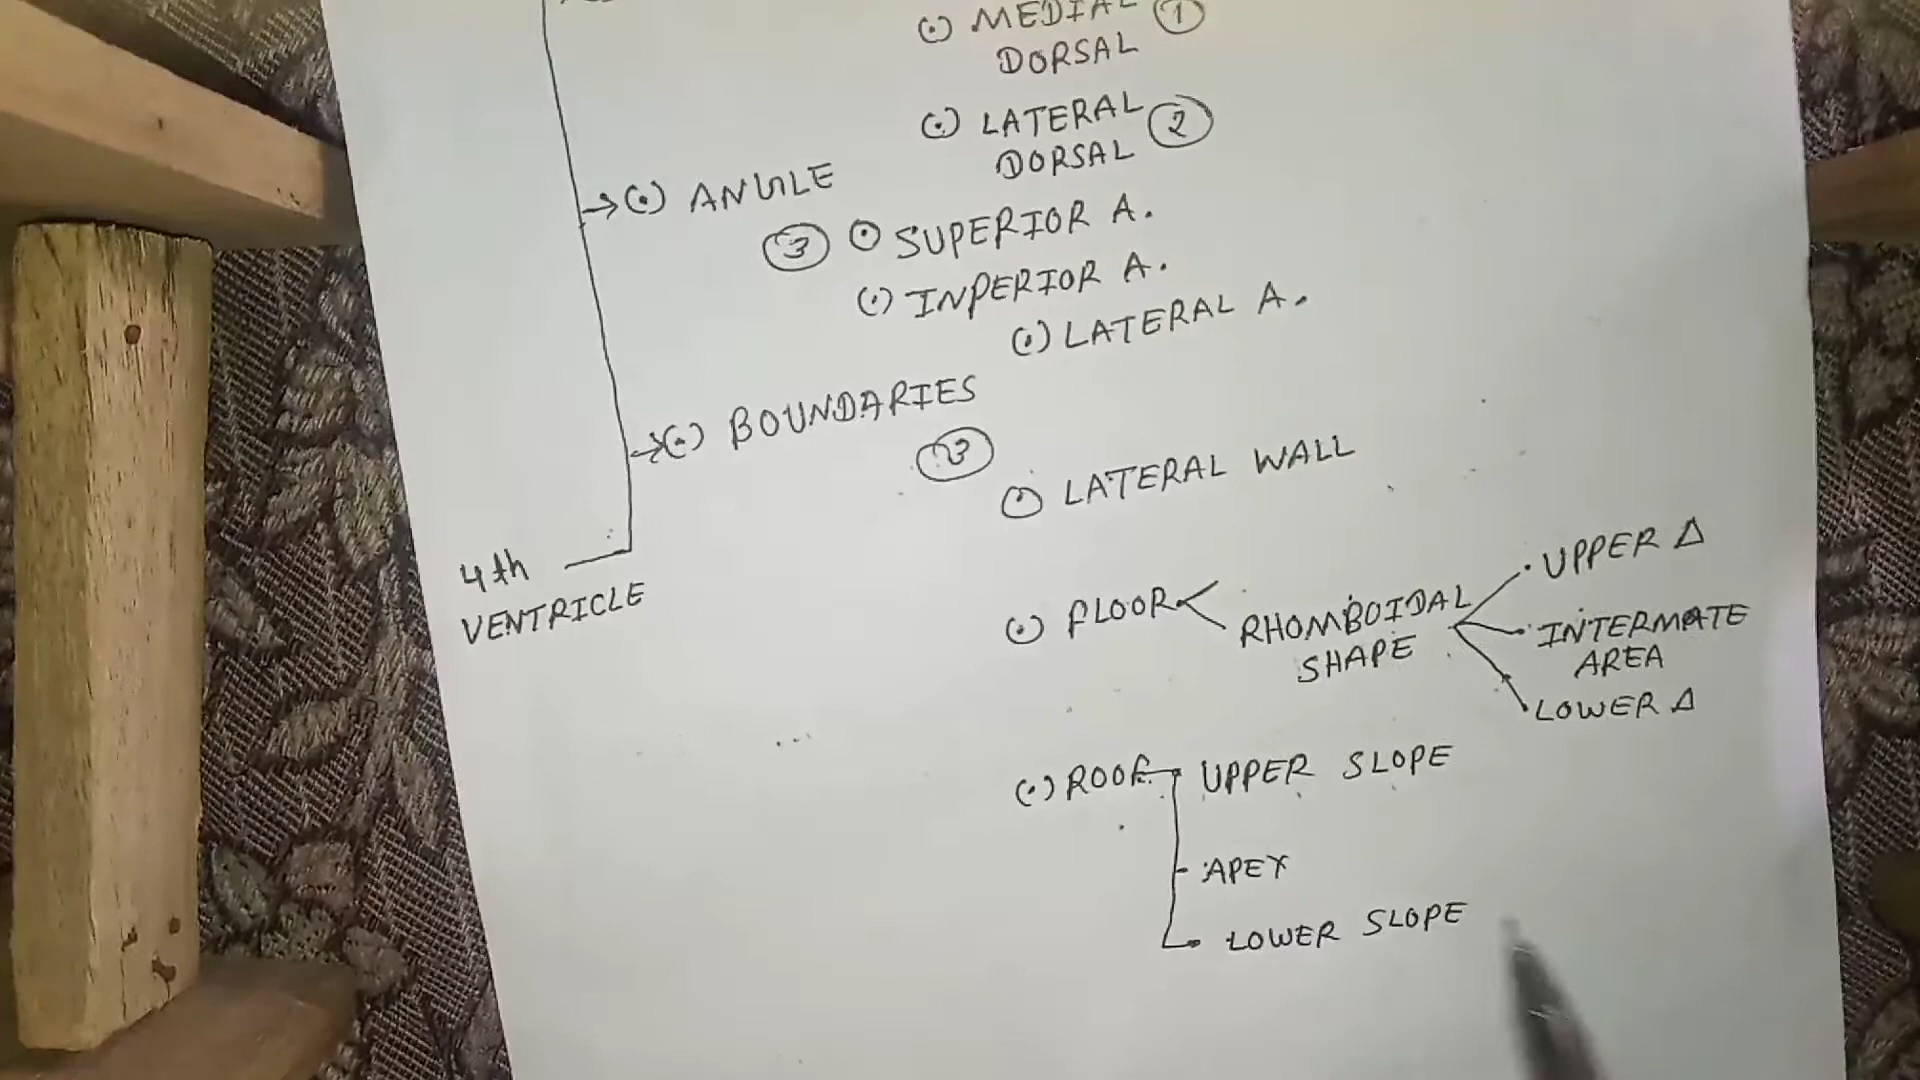 (.) MEDIAL (1)
DORSAL
(.) LATERAL (2)
DORSAL
→(.) ANGLE
(3) (.) SUPERIOR A.
(.) INFERIOR A.
(.) LATERAL A.
→(.) BOUNDARIES
(3)
(.) LATERAL WALL
4th
VENTRICLE
(.) FLOOR < RHOMBOIDAL
SHAPE
. UPPER Δ
. INTERMATE
AREA
. LOWER Δ
(.) ROOF
UPPER SLOPE
. APEX
. LOWER SLOPE